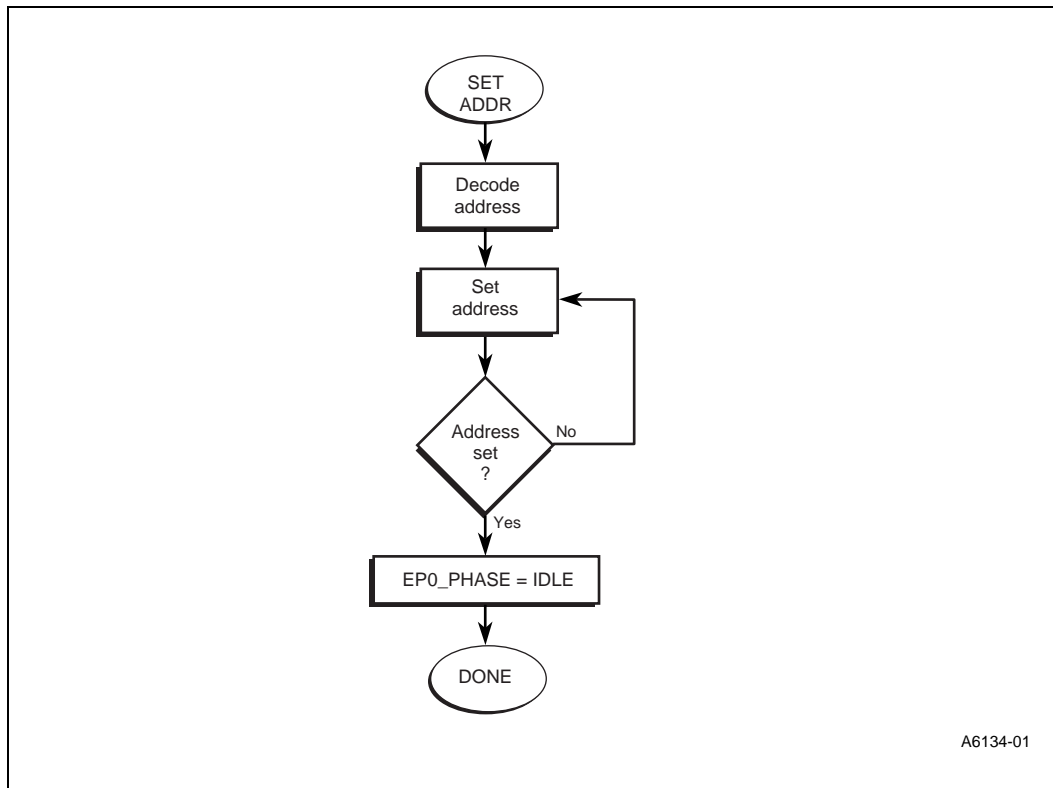 SET
ADDR
Decode
address
Set
address
Address
set
?
No
Yes
EP0_PHASE = IDLE
DONE
A6134-01